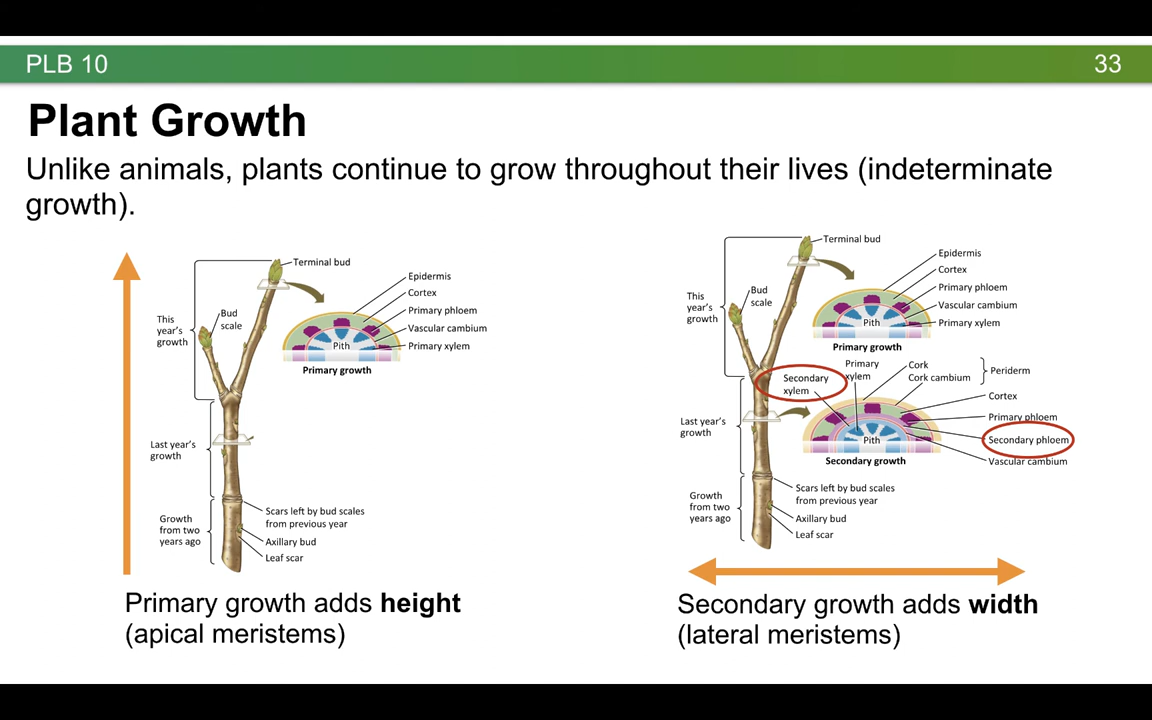 PLB 10
33
Plant Growth
Unlike animals, plants continue to grow throughout their lives (indeterminate
growth).
Terminal bud
Bud
scale
This
year's
growth
Epidermis
Cortex
Primary phloem
Vascular cambium
Primary xylem
Pith
Primary growth
Last year's
growth
Growth
from two
years ago
Scars left by bud scales
from previous year
Axillary bud
Leaf scar
Primary growth adds height
(apical meristems)
Terminal bud
Bud
scale
This
year's
growth
Epidermis
Cortex
Primary phloem
Vascular cambium
Primary xylem
Pith
Primary growth
Secondary
xylem
Primary
xylem
Cork
Cork cambium
Periderm
Cortex
Primary phloem
Secondary phloem
Vascular cambium
Pith
Secondary growth
Last year's
growth
Growth
from two
years ago
Scars left by bud scales
from previous year
Axillary bud
Leaf scar
Secondary growth adds width
(lateral meristems)